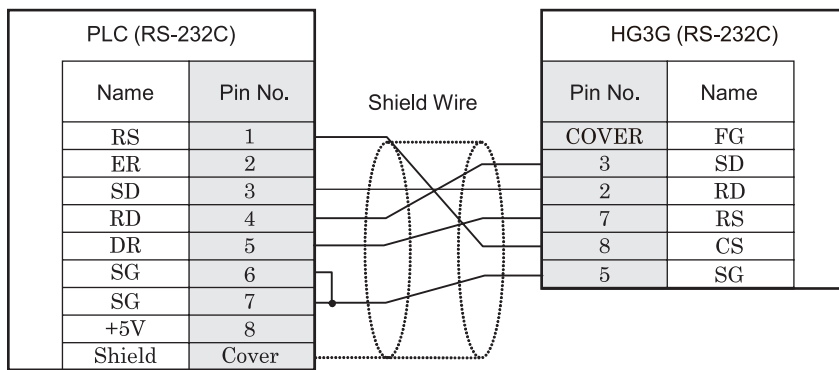 PLC (RS-232C)
Name Pin No.
RS 1
ER 2
SD 3
RD 4
DR 5
SG 6
SG 7
+5V 8
Shield Cover
Shield Wire
HG3G (RS-232C)
Pin No. Name
COVER FG
3 SD
2 RD
7 RS
8 CS
5 SG